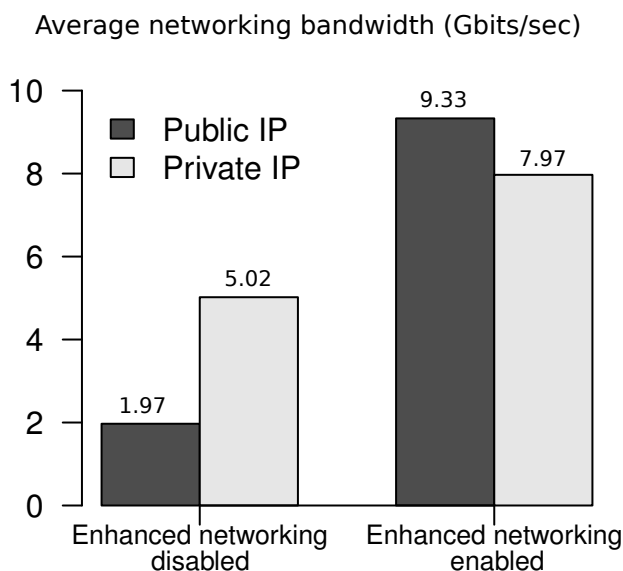 Average networking bandwidth (Gbits/sec)
10
8
6
4
2
0
Public IP
Private IP
1.97
5.02
9.33
7.97
Enhanced networking
disabled
Enhanced networking
enabled